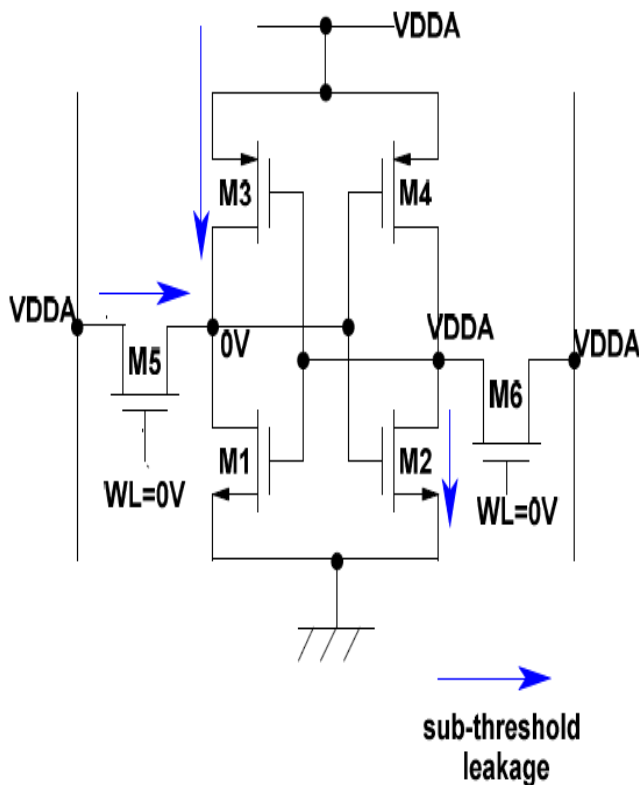 VDDA
M3
M4
VDDA
0V
VDDA
VDDA
M5
M6
M1
M2
WL=0V
WL=0V
sub-threshold
leakage